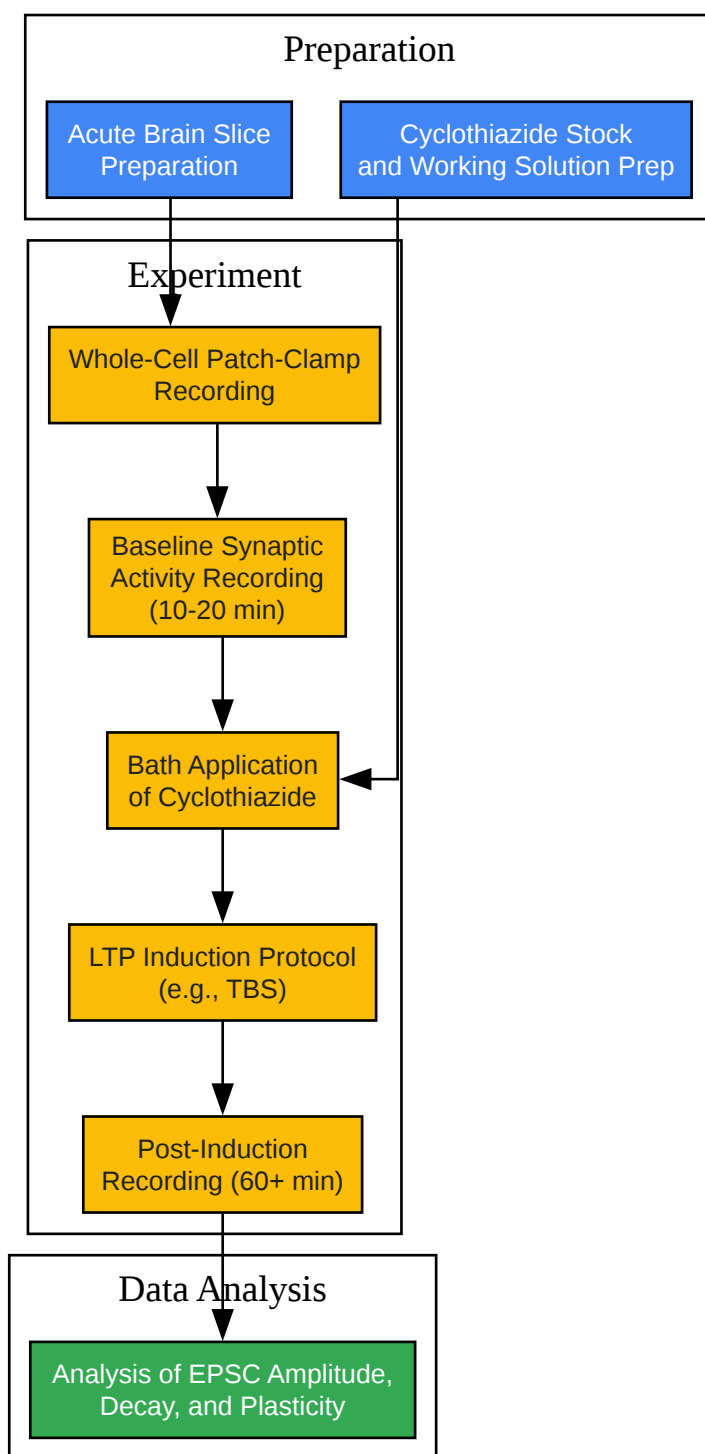 Preparation
Acute Brain Slice
Preparation
Cyclothiazide Stock
and Working Solution Prep
Experiment
Whole-Cell Patch-Clamp
Recording
Baseline Synaptic
Activity Recording
(10-20 min)
Bath Application
of Cyclothiazide
LTP Induction Protocol
(e.g., TBS)
Post-Induction
Recording (60+ min)
Data Analysis
Analysis of EPSC Amplitude,
Decay, and Plasticity